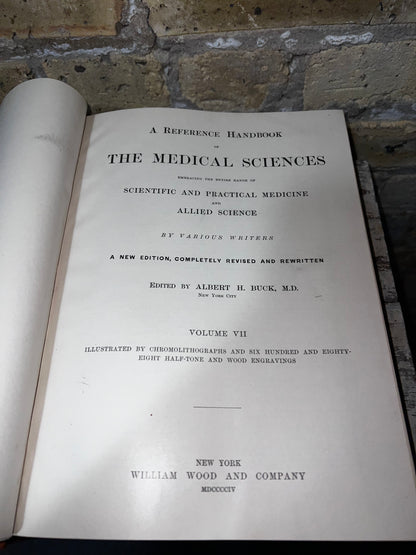 A REFERENCE HANDBOOK
OF
THE MEDICAL SCIENCES
EMBRACING THE ENTIRE RANGE OF
SCIENTIFIC AND PRACTICAL MEDICINE
AND
ALLIED SCIENCE
BY VARIOUS WRITERS
A NEW EDITION, COMPLETELY REVISED AND REWRITTEN
EDITED BY ALBERT H. BUCK, M.D.
NEW YORK CITY
VOLUME VII
ILLUSTRATED BY CHROMOLITHOGRAPHS AND SIX HUNDRED AND EIGHTY-
EIGHT HALF-TONE AND WOOD ENGRAVINGS
NEW YORK
WILLIAM WOOD AND COMPANY
MDCCCCIV